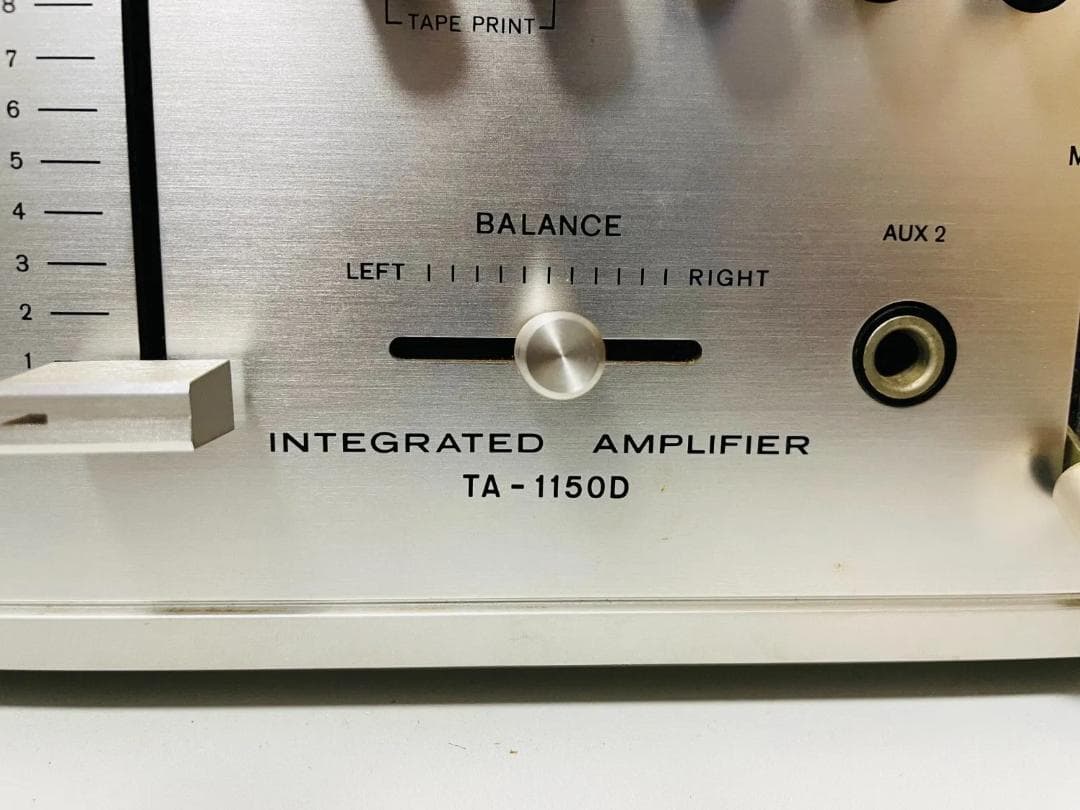 8
TAPE PRINT
7
6
5
4
3
2
1
BALANCE
LEFT RIGHT
AUX 2
INTEGRATED AMPLIFIER
TA-1150D